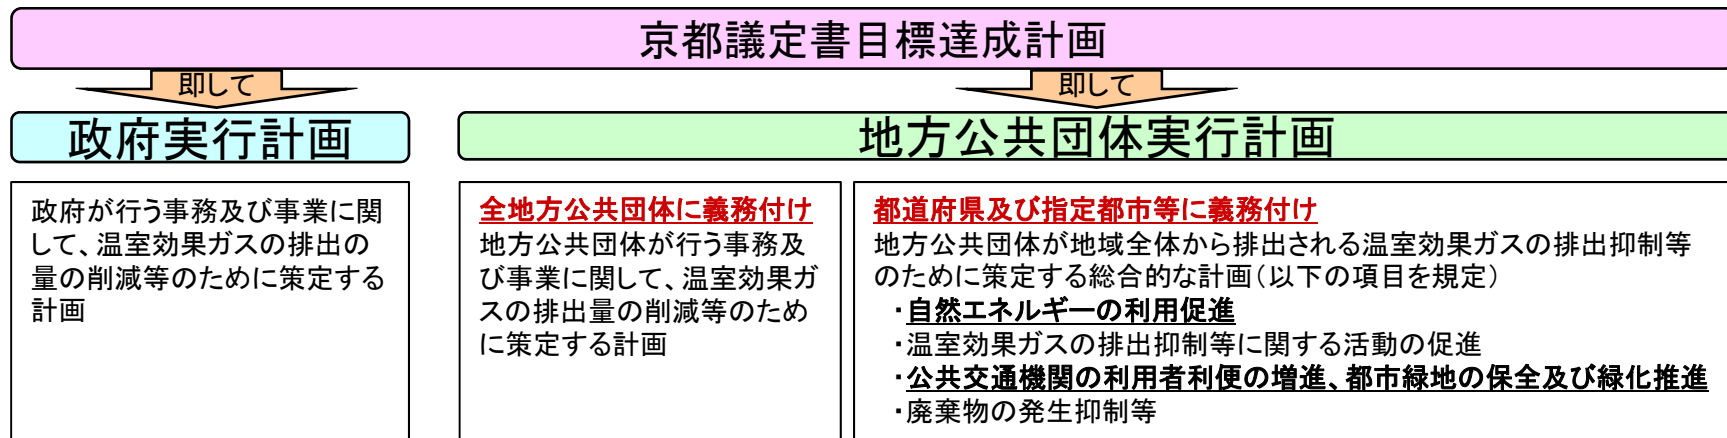 京都議定書目標達成計画
即して
即して
政府実行計画
地方公共団体実行計画
政府が行う事務及び事業に関
して、温室効果ガスの排出の
量の削減等のために策定する
計画
全地方公共団体に義務付け
地方公共団体が行う事務及
び事業に関して、温室効果ガ
スの排出量の削減等のため
に策定する計画
都道府県及び指定都市等に義務付け
地方公共団体が地域全体から排出される温室効果ガスの排出抑制等
のために策定する総合的な計画（以下の項目を規定）
・自然エネルギーの利用促進
・温室効果ガスの排出抑制等に関する活動の促進
・公共交通機関の利用者利便の増進、都市緑地の保全及び緑化推進
・廃棄物の発生抑制等